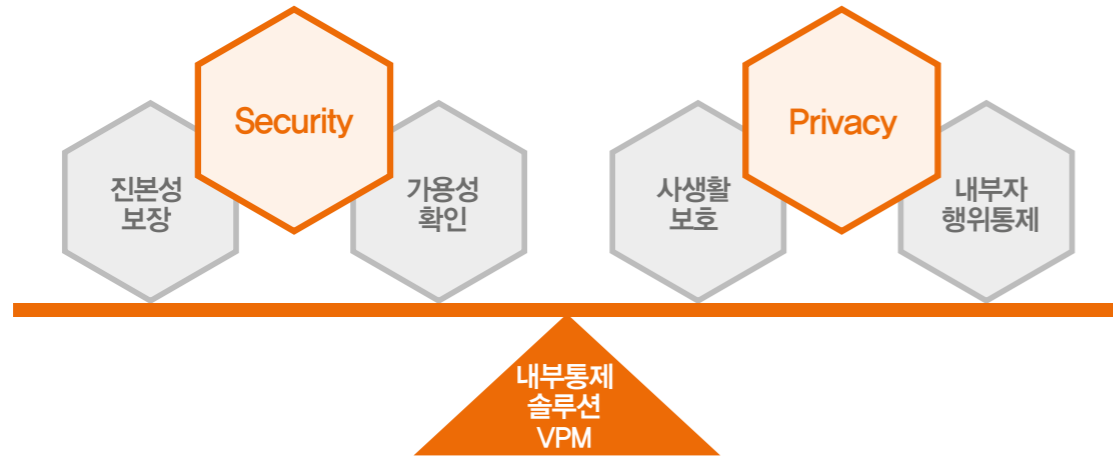 Security
Privacy
진본성
보장
가용성
확인
사생활
보호
내부자
행위통제
내부통제
솔루션
VPM